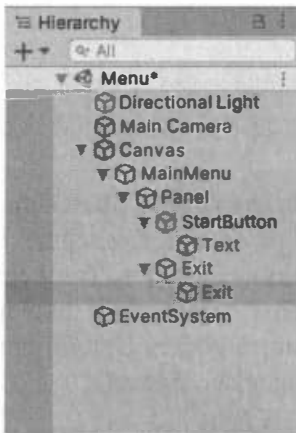 Hierarchy
All
Menu*
Directional Light
Main Camera
Canvas
MainMenu
Panel
StartButton
Text
Exit
Exit
EventSystem